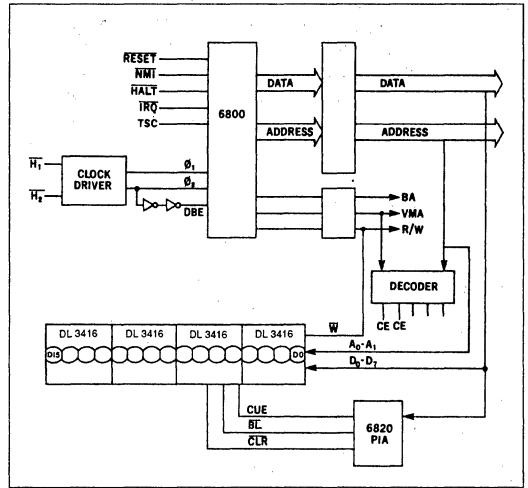 RESET
NMI
HALT
IRQ
TSC
6800
DATA
DATA
ADDRESS
ADDRESS
H1
H2
CLOCK
DRIVER
Ø1
Ø2
DBE
BA
VMA
R/W
DECODER
CE CE
DL 3416 DL 3416 DL 3416 DL 3416
D15
D0
W
A0-A1
D0-D7
CUE
BL
CLR
6820
PIA